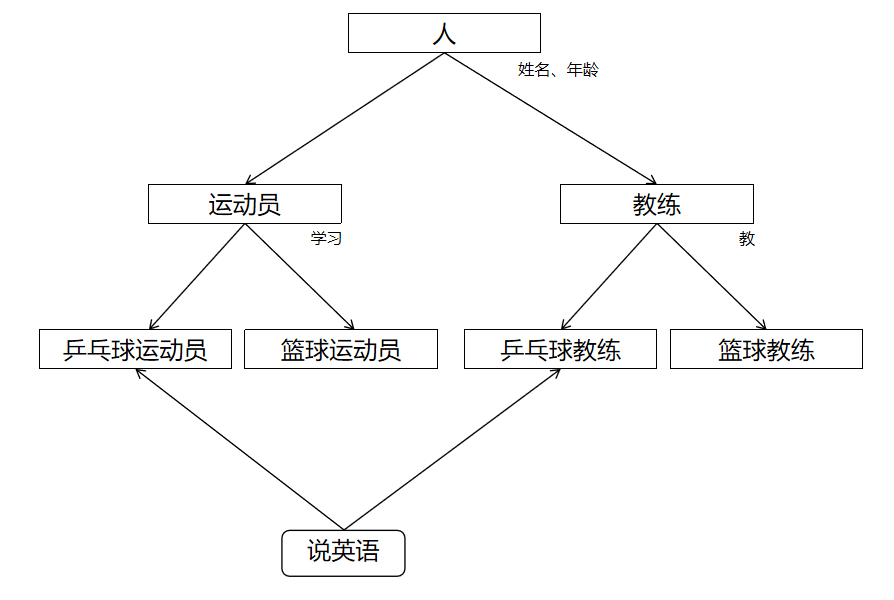 人
姓名、年龄
运动员
教练
学习
教
乒乓球运动员
篮球运动员
乒乓球教练
篮球教练
说英语